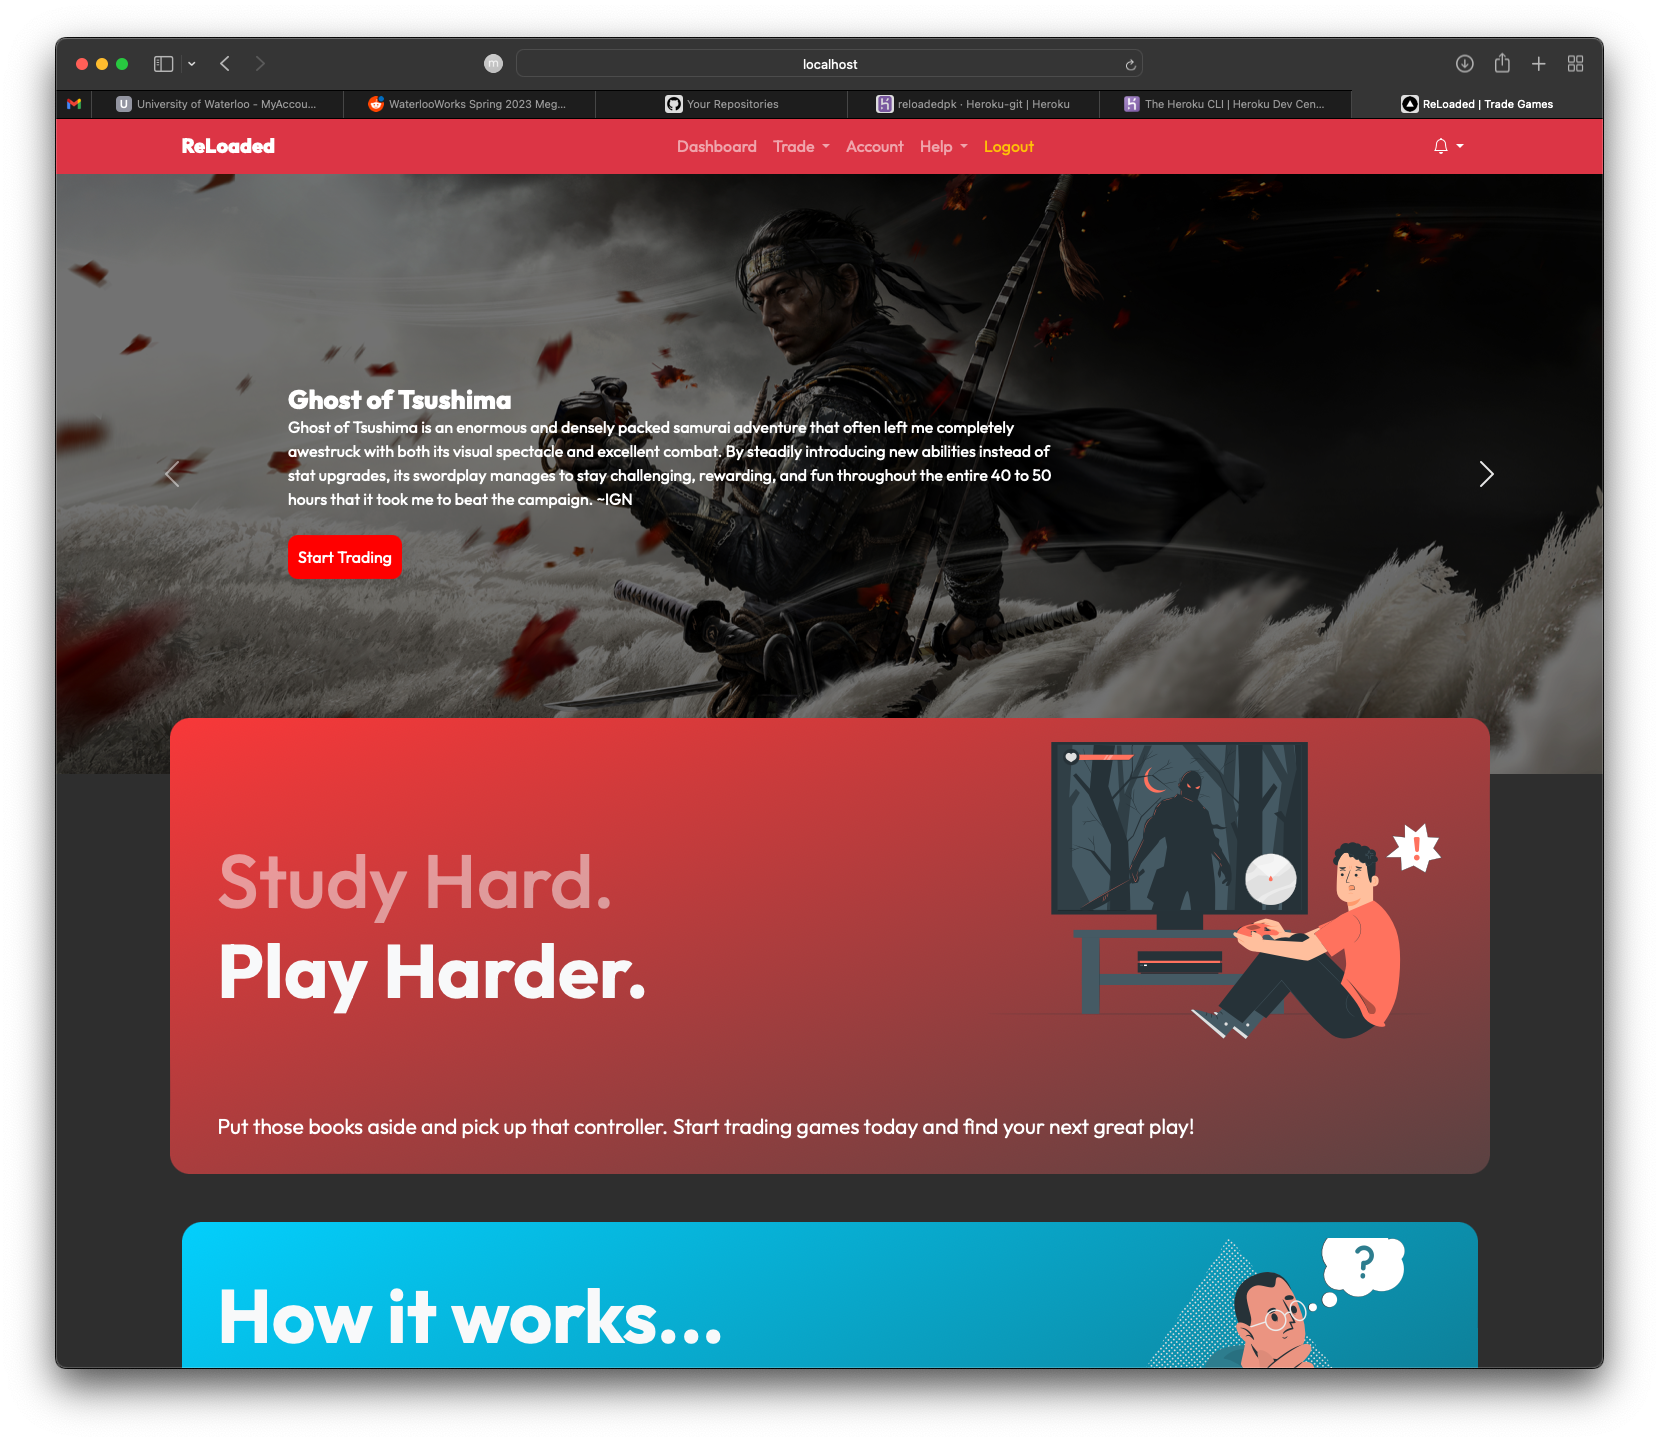 m
localhost
University of Waterloo - MyAccou...
WaterlooWorks Spring 2023 Meg...
Your Repositories
reloadedpk · Heroku-git | Heroku
The Heroku CLI | Heroku Dev Cen...
ReLoaded | Trade Games
ReLoaded
Dashboard
Trade
Account
Help
Logout
Ghost of Tsushima
Ghost of Tsushima is an enormous and densely packed samurai adventure that often left me completely
awestruck with both its visual spectacle and excellent combat. By steadily introducing new abilities instead of
stat upgrades, its swordplay manages to stay challenging, rewarding, and fun throughout the entire 40 to 50
hours that it took me to beat the campaign. ~IGN
Start Trading
!
Study Hard.
Play Harder.
Put those books aside and pick up that controller. Start trading games today and find your next great play!
?
How it works...